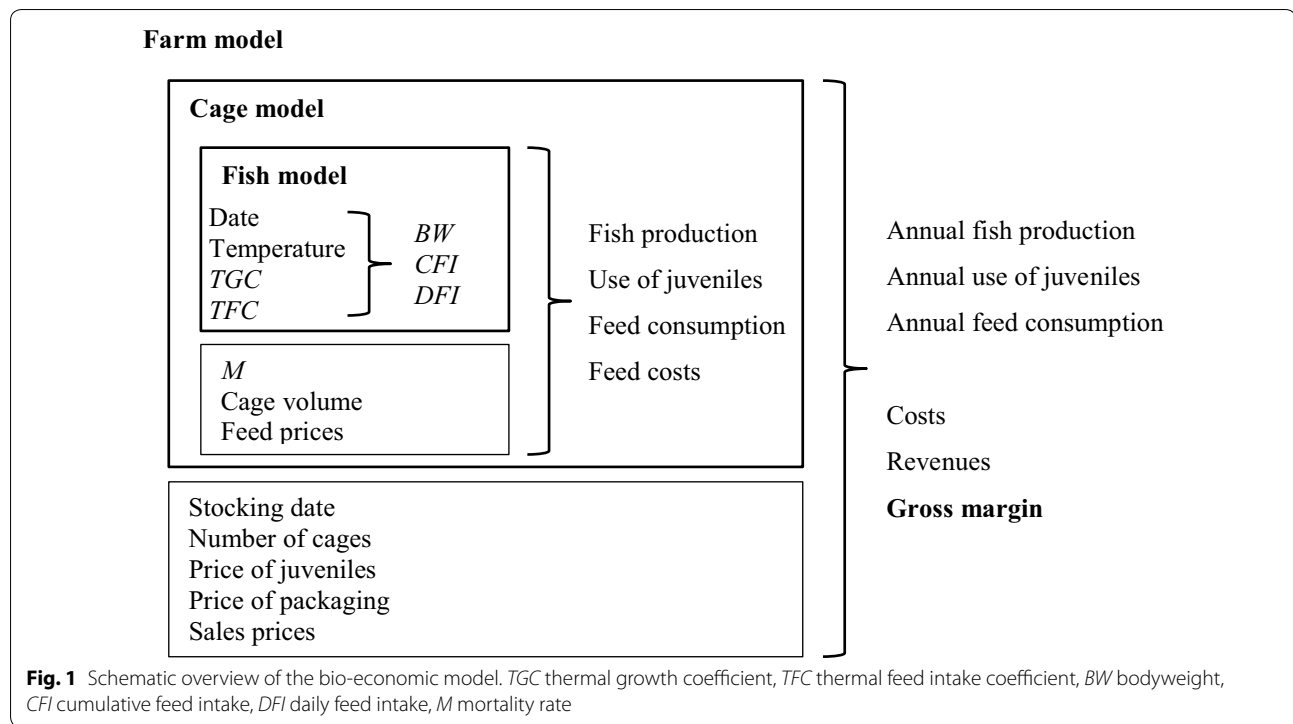 Farm model
Cage model
Fish model
Date
Temperature
TGC
TFC
BW
CFI
DFI
M
Cage volume
Feed prices
Fish production
Use of juveniles
Feed consumption
Feed costs
Stocking date
Number of cages
Price of juveniles
Price of packaging
Sales prices
Annual fish production
Annual use of juveniles
Annual feed consumption
Costs
Revenues
Gross margin
Fig. 1 Schematic overview of the bio-economic model. TGC thermal growth coefficient, TFC thermal feed intake coefficient, BW bodyweight,
CFI cumulative feed intake, DFI daily feed intake, M mortality rate